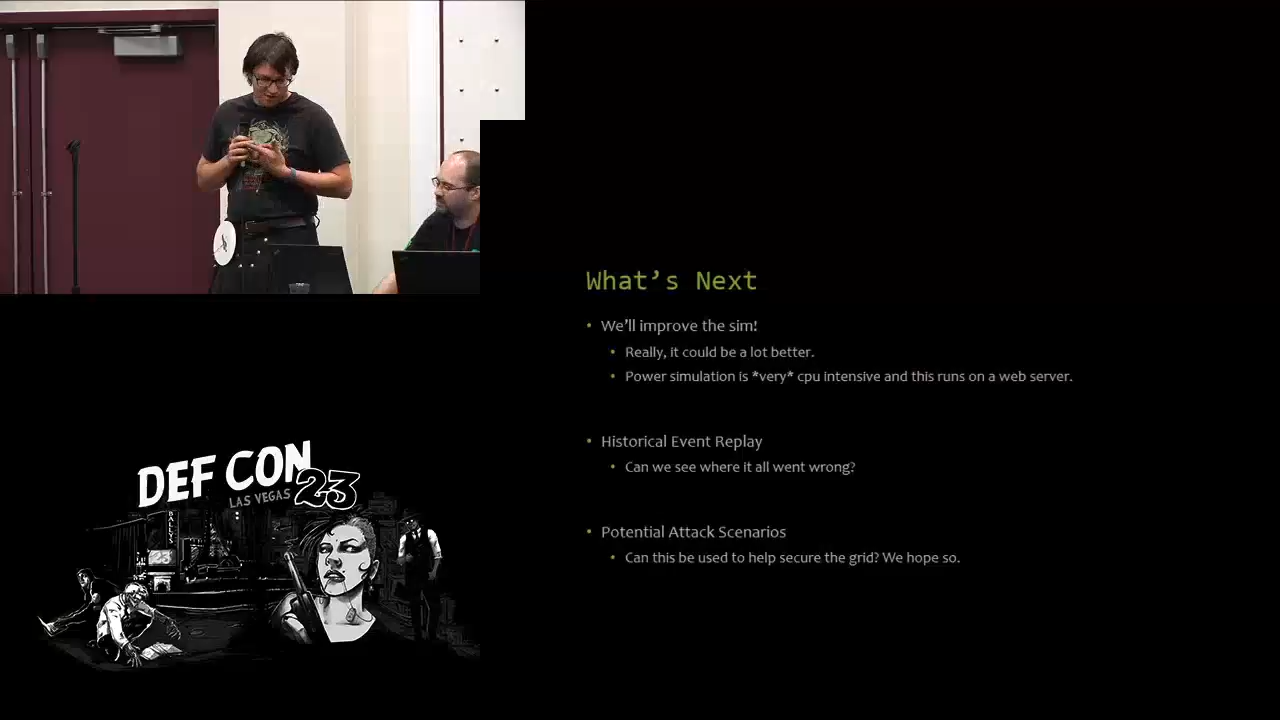 What's Next
• We'll improve the sim!
• Really, it could be a lot better.
• Power simulation is *very* cpu intensive and this runs on a web server.
• Historical Event Replay
• Can we see where it all went wrong?
• Potential Attack Scenarios
• Can this be used to help secure the grid? We hope so.
DEF CON
LAS VEGAS 23
BALLY'S